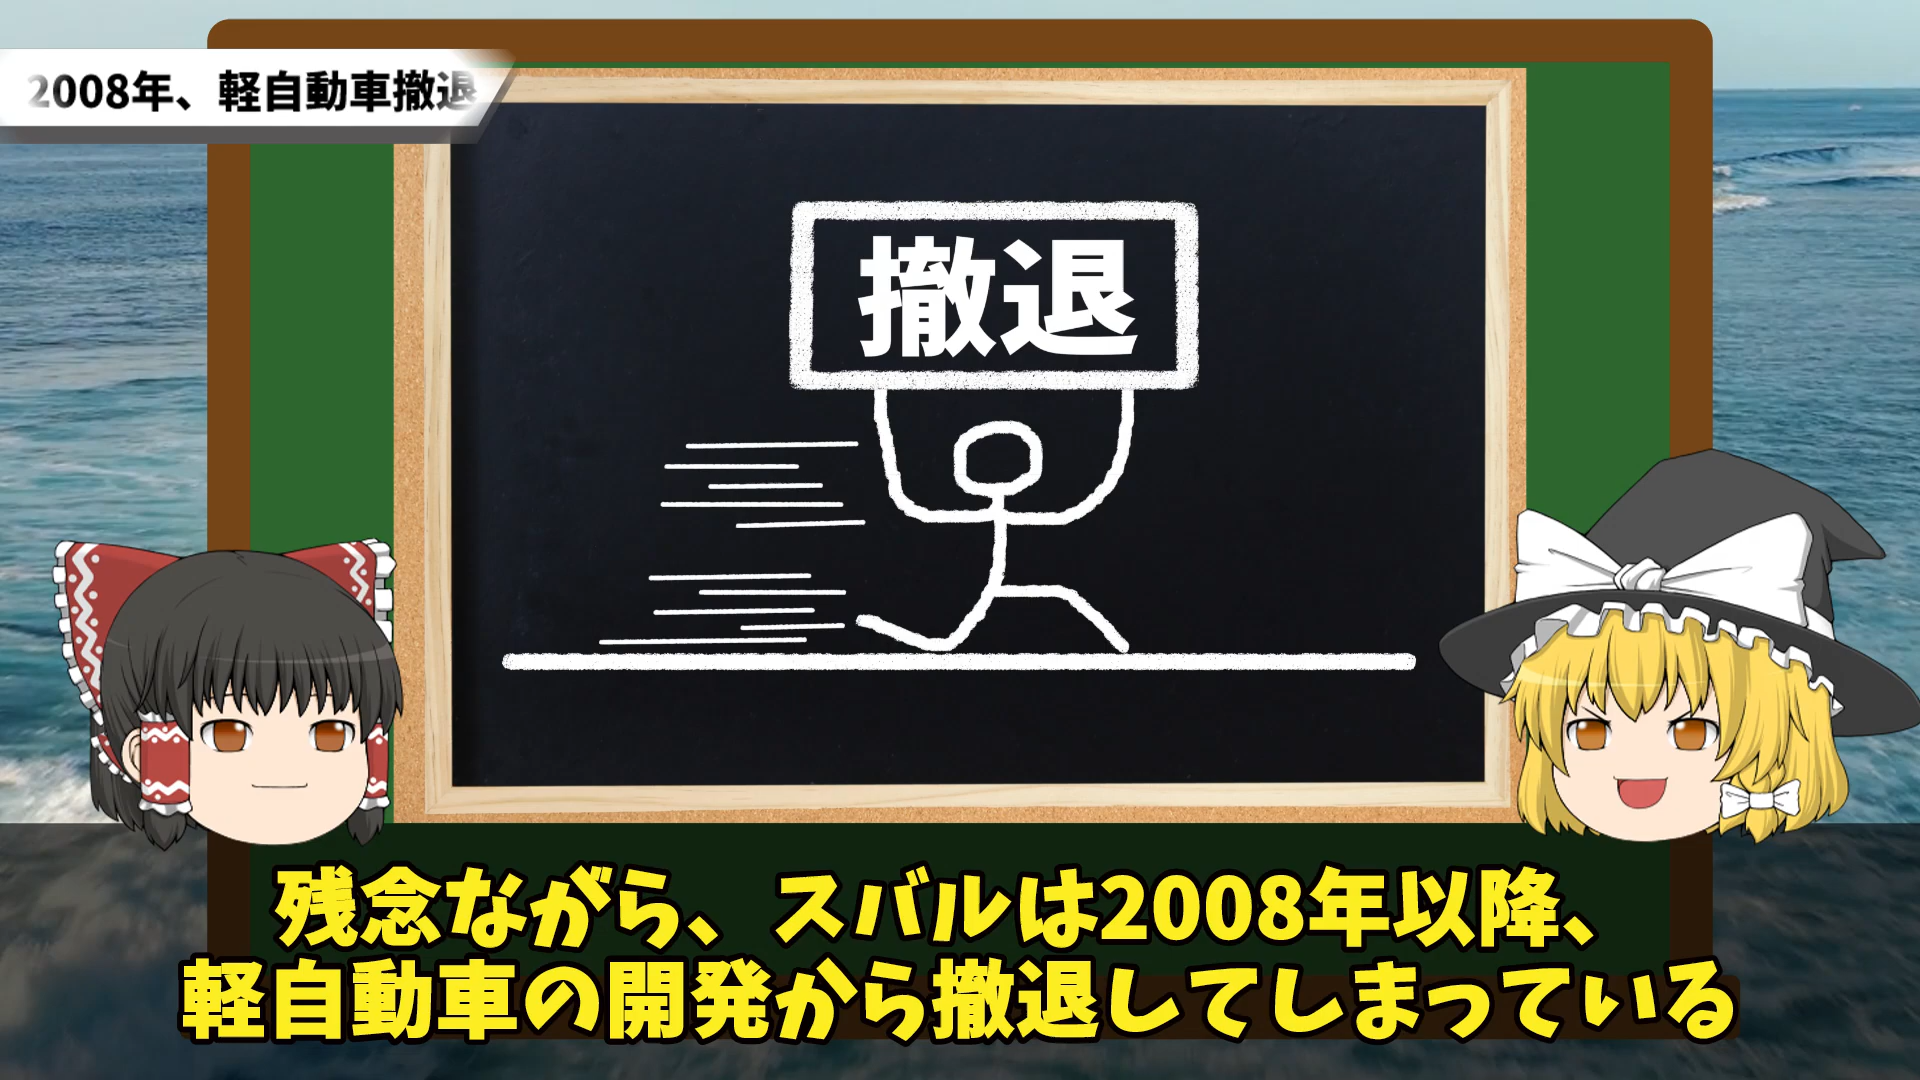 2008年、軽自動車撤退
撤退
残念ながら、スバルは2008年以降、
軽自動車の開発から撤退してしまっている